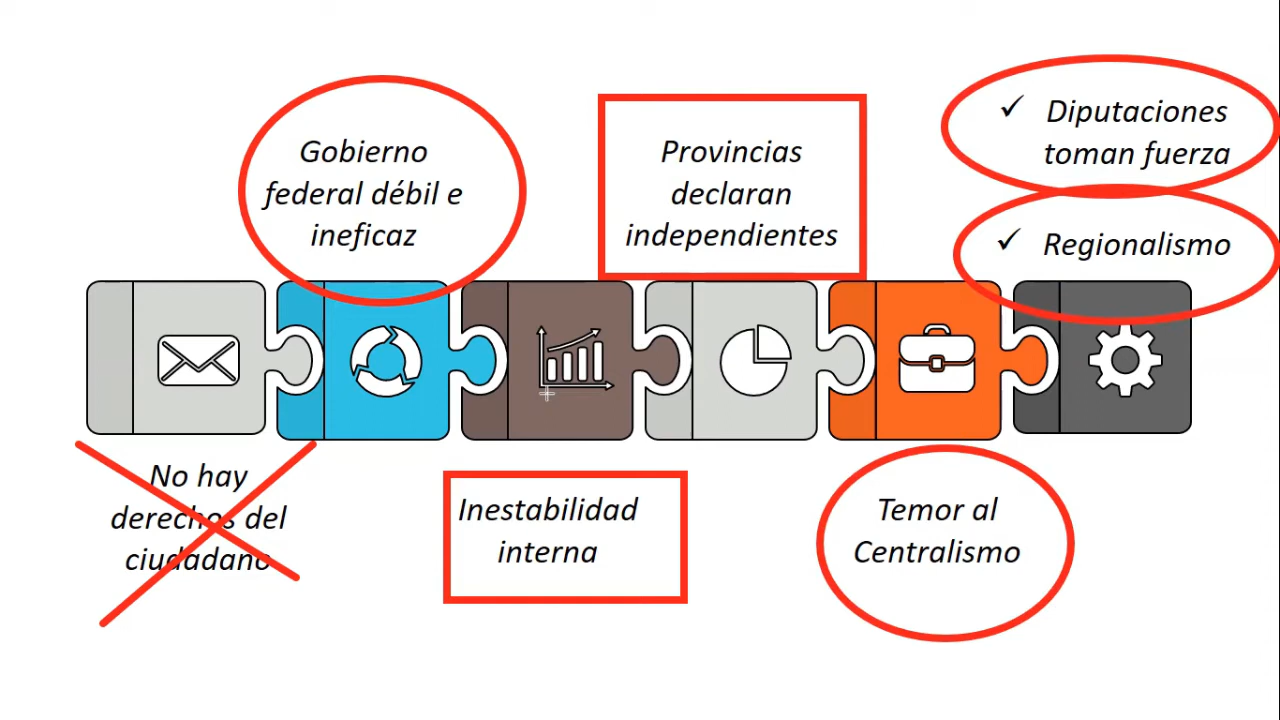 Gobierno
federal débil e
ineficaz
Provincias
declaran
independientes
✓ Diputaciones
toman fuerza
✓ Regionalismo
No hay
derechos del
ciudadano
Inestabilidad
interna
Temor al
Centralismo